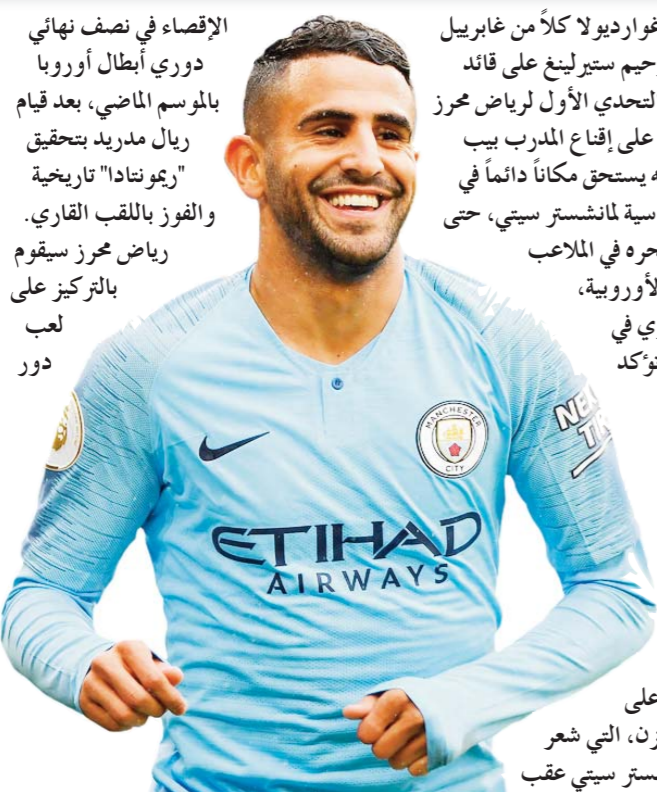 غوارديولا كلاً من غابرييل
رحيم ستيرلينغ على قائد
لتحدي الأول لرياض محرز
على إقناع المدرب بيب
ه يستحق مكاناً دائماً في
سية لمانشستر سيتي، حتى
حره في الملاعب
لأوروبية،
ي في
تؤكد
على
زن، التي شعر
ستر سيتي عقب
الإقصاء في نصف نهائي
دوري أبطال أوروبا
بالموسم الماضي، بعد قيام
ريال مدريد بتحقيق
"ريمونتادا" تاريخية
والفوز باللقب القاري.
رياض محرز سيقوم
بالتركيز على
لعب
دور
MANCHESTER
CITY
ETIHAD
AIRWAYS